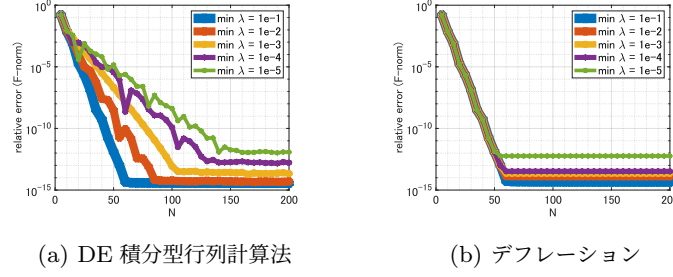 10^0
10^-5
10^-10
10^-15
relative error (F-norm)
0
50
100
150
200
N
min λ = 1e-1
min λ = 1e-2
min λ = 1e-3
min λ = 1e-4
min λ = 1e-5
(a) DE 積分型行列計算法
10^0
10^-5
10^-10
10^-15
relative error (F-norm)
0
50
100
150
200
N
min λ = 1e-1
min λ = 1e-2
min λ = 1e-3
min λ = 1e-4
min λ = 1e-5
(b) デフレーション